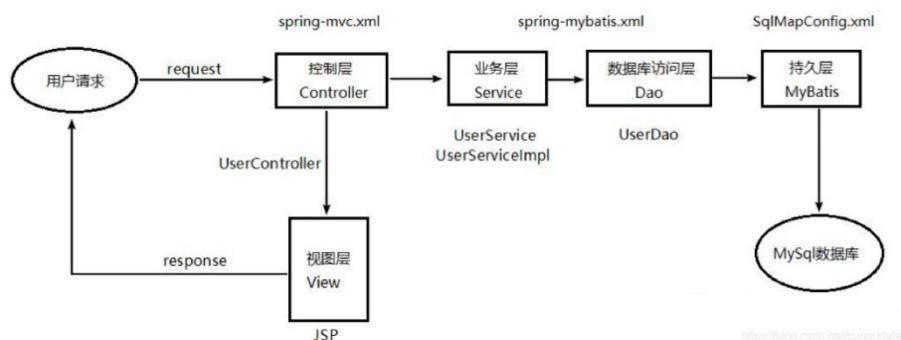 spring-mvc.xml
spring-mybatis.xml
SqlMapConfig.xml
用户请求
request
控制层
Controller
业务层
Service
数据库访问层
Dao
持久层
MyBatis
UserController
UserService
UserServiceImpl
UserDao
response
视图层
View
JSP
MySql数据库